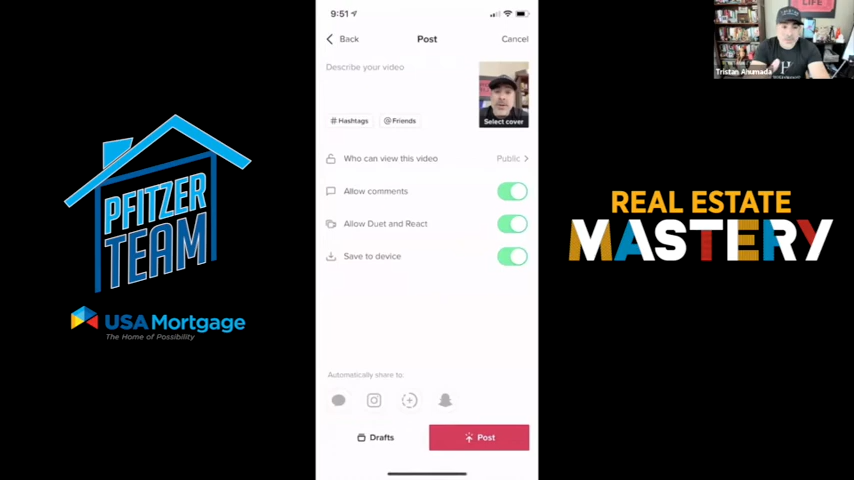 PFITZER
TEAM
USA Mortgage
The Home of Possibility
9:51
Back
Post
Cancel
Describe your video
Select cover
# Hashtags
@ Friends
Who can view this video
Public
Allow comments
Allow Duet and React
Save to device
Automatically share to:
Drafts
Post
LIFE
Tristan Ahumada
REAL ESTATE
MASTERY